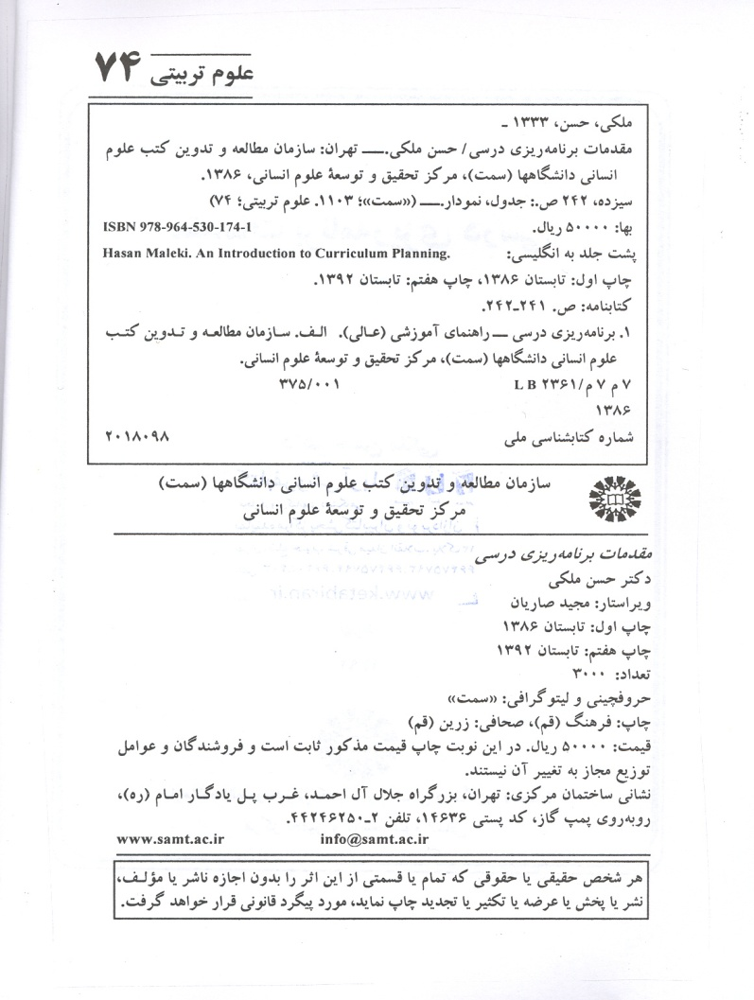 علوم تربیتی ۷۴
ملکی، حسن، ۱۳۳۳ ـ
مقدمات برنامه‌ریزی درسی/ حسن ملکی.ـــ تهران: سازمان مطالعه و تدوین کتب علوم
انسانی دانشگاهها (سمت)، مرکز تحقیق و توسعهٔ علوم انسانی، ۱۳۸۶.
سیزده، ۲۴۲ ص.: جدول، نمودار.ـــ («سمت»؛ ۱۱۰۳. علوم تربیتی؛ ۷۴)
بها: ۵۰۰۰۰ ریال. ISBN 978-964-530-174-1
پشت جلد به انگلیسی: Hasan Maleki. An Introduction to Curriculum Planning.
چاپ اول: تابستان ۱۳۸۶، چاپ هفتم: تابستان ۱۳۹۲.
کتابنامه: ص. ۲۴۱ـ۲۴۲.
۱. برنامه‌ریزی درسی ـــ راهنمای آموزشی (عالی). الف. سازمان مطالعه و تدوین کتب
علوم انسانی دانشگاهها (سمت)، مرکز تحقیق و توسعهٔ علوم انسانی.
۷ م ۷ م/۲۳۶۱ L B ۳۷۵/۰۰۱
۱۳۸۶
شماره کتابشناسی ملی ۲۰۱۸۰۹۸
سازمان مطالعه و تدوین کتب علوم انسانی دانشگاهها (سمت)
مرکز تحقیق و توسعهٔ علوم انسانی
مقدمات برنامه‌ریزی درسی
دکتر حسن ملکی
ویراستار: مجید صاریان
چاپ اول: تابستان ۱۳۸۶
چاپ هفتم: تابستان ۱۳۹۲
تعداد: ۳۰۰۰
حروفچینی و لیتوگرافی: «سمت»
چاپ: فرهنگ (قم)، صحافی: زرین (قم)
قیمت: ۵۰۰۰۰ ریال. در این نوبت چاپ قیمت مذکور ثابت است و فروشندگان و عوامل
توزیع مجاز به تغییر آن نیستند.
نشانی ساختمان مرکزی: تهران، بزرگراه جلال آل احمد، غرب پل یادگار امام (ره)،
روبه‌روی پمپ گاز، کد پستی ۱۴۶۳۶، تلفن ۲ـ۴۴۲۴۶۲۵۰.
www.samt.ac.ir info@samt.ac.ir
هر شخص حقیقی یا حقوقی که تمام یا قسمتی از این اثر را بدون اجازه ناشر یا مؤلف،
نشر یا پخش یا عرضه یا تکثیر یا تجدید چاپ نماید، مورد پیگرد قانونی قرار خواهد گرفت.